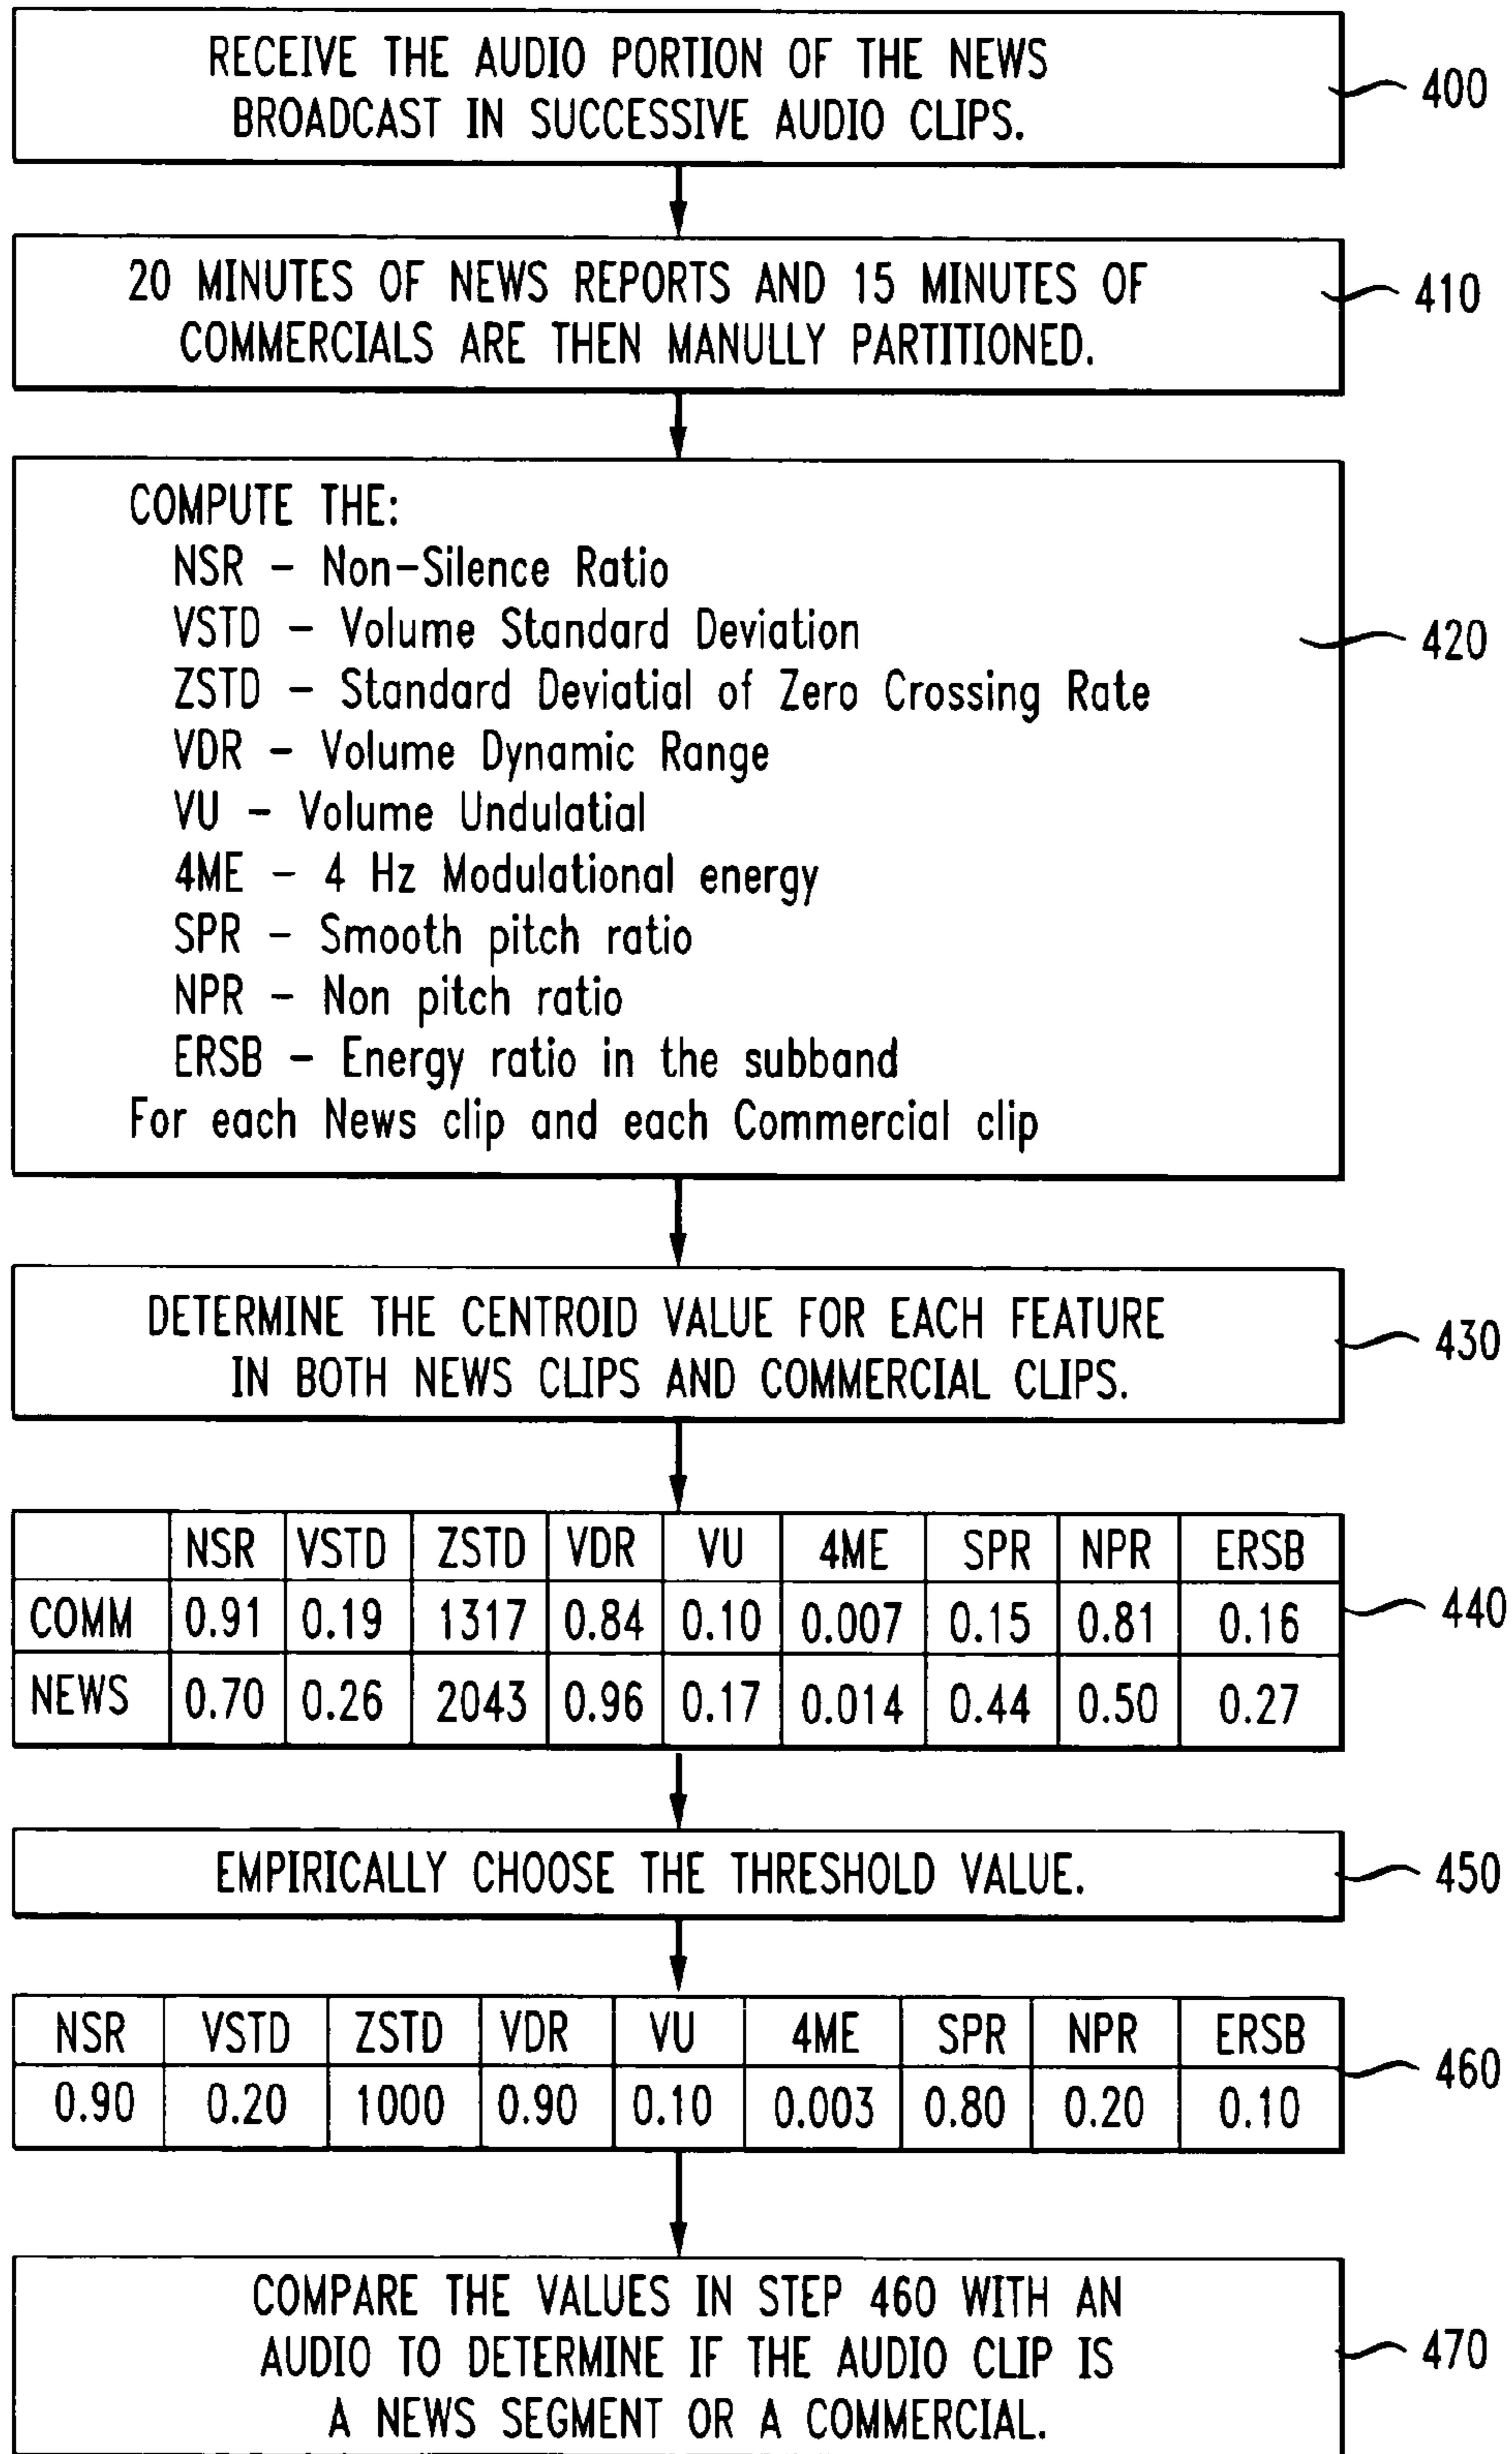 RECEIVE THE AUDIO PORTION OF THE NEWS
BROADCAST IN SUCCESSIVE AUDIO CLIPS.
400
20 MINUTES OF NEWS REPORTS AND 15 MINUTES OF
COMMERCIALS ARE THEN MANULLY PARTITIONED.
410
COMPUTE THE:
NSR – Non-Silence Ratio
VSTD – Volume Standard Deviation
ZSTD – Standard Deviatial of Zero Crossing Rate
VDR – Volume Dynamic Range
VU – Volume Undulatial
4ME – 4 Hz Modulational energy
SPR – Smooth pitch ratio
NPR – Non pitch ratio
ERSB – Energy ratio in the subband
For each News clip and each Commercial clip
420
DETERMINE THE CENTROID VALUE FOR EACH FEATURE
IN BOTH NEWS CLIPS AND COMMERCIAL CLIPS.
430
NSR VSTD ZSTD VDR VU 4ME SPR NPR ERSB
COMM 0.91 0.19 1317 0.84 0.10 0.007 0.15 0.81 0.16
NEWS 0.70 0.26 2043 0.96 0.17 0.014 0.44 0.50 0.27
440
EMPIRICALLY CHOOSE THE THRESHOLD VALUE.
450
NSR VSTD ZSTD VDR VU 4ME SPR NPR ERSB
0.90 0.20 1000 0.90 0.10 0.003 0.80 0.20 0.10
460
COMPARE THE VALUES IN STEP 460 WITH AN
AUDIO TO DETERMINE IF THE AUDIO CLIP IS
A NEWS SEGMENT OR A COMMERCIAL.
470